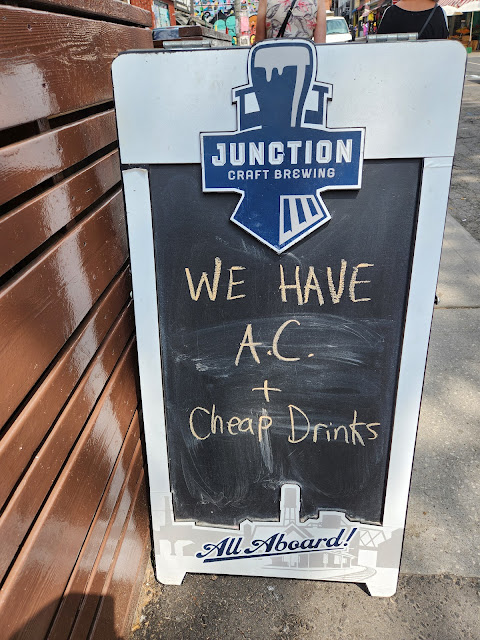 JUNCTION
CRAFT BREWING
WE HAVE
A.C.
+
Cheap Drinks
All Aboard!